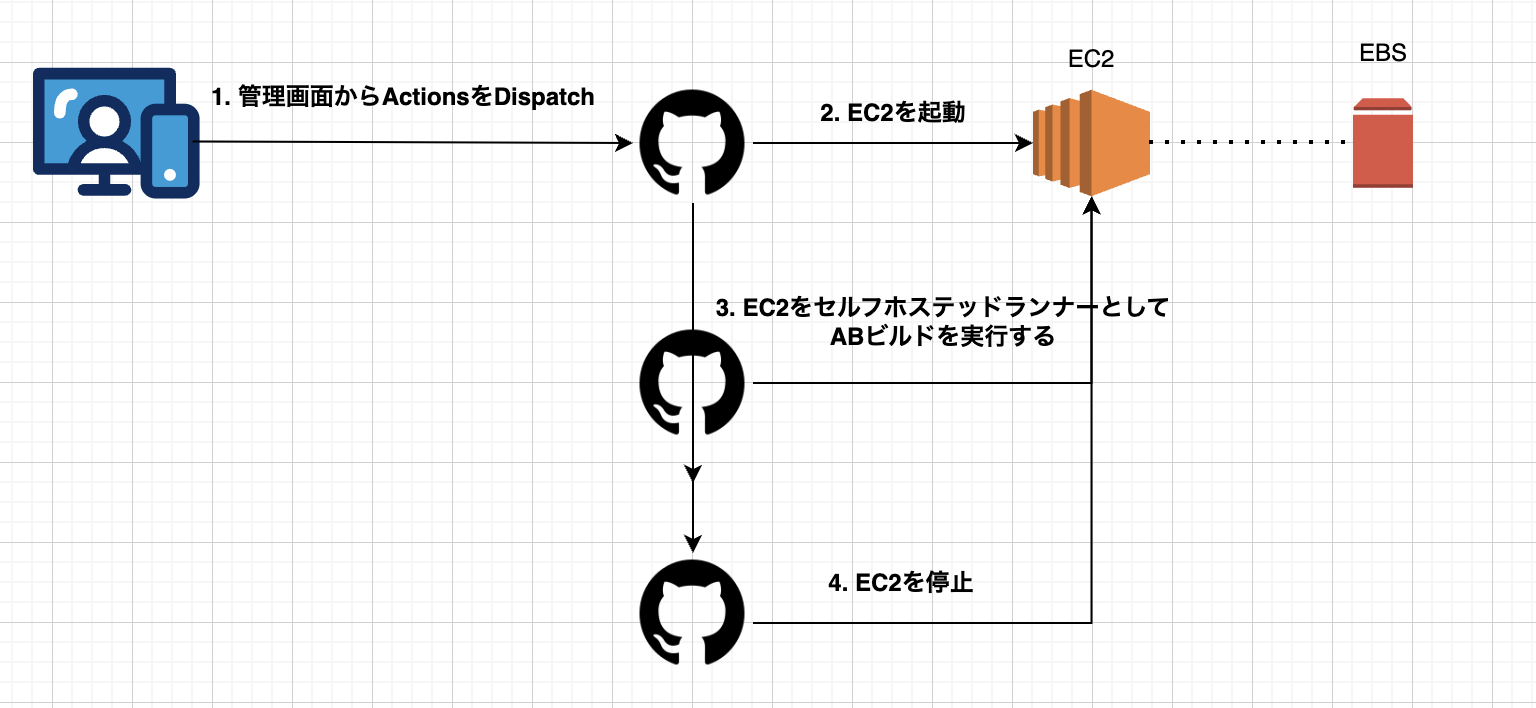 EC2
EBS
1. 管理画面からActionsをDispatch
2. EC2を起動
3. EC2をセルフホステッドランナーとして
ABビルドを実行する
4. EC2を停止